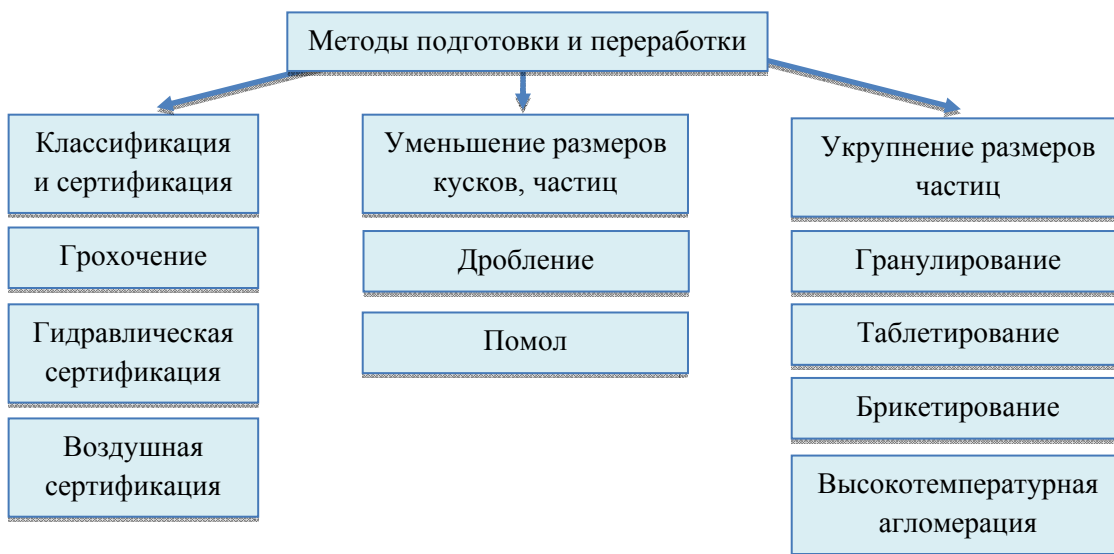 Методы подготовки и переработки
Классификация
и сертификация
Грохочение
Гидравлическая
сертификация
Воздушная
сертификация
Уменьшение размеров
кусков, частиц
Дробление
Помол
Укрупнение размеров
частиц
Гранулирование
Таблетирование
Брикетирование
Высокотемпературная
агломерация